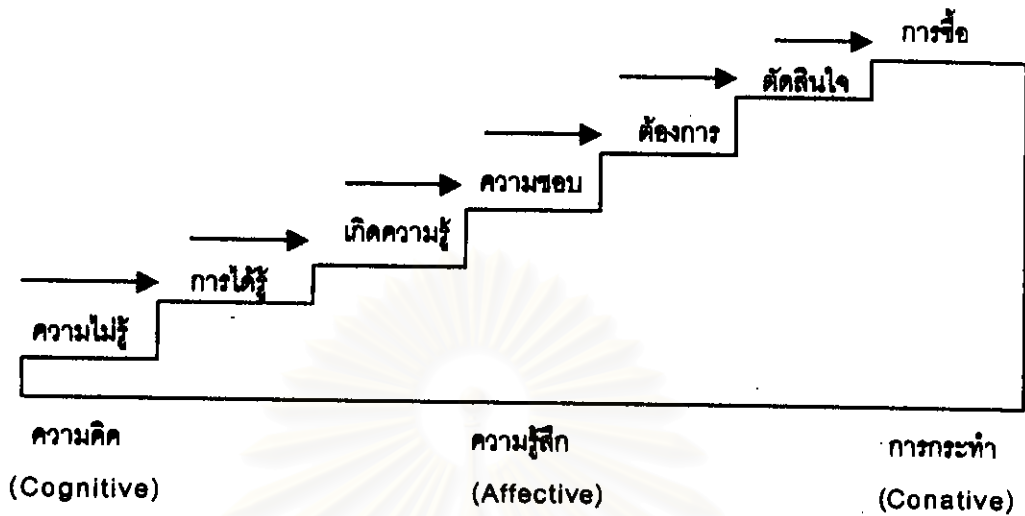 การซื้อ
ตัดสินใจ
ต้องการ
ความชอบ
เกิดความรู้
การได้รู้
ความไม่รู้
ความคิด
(Cognitive)
ความรู้สึก
(Affective)
การกระทำ
(Conative)